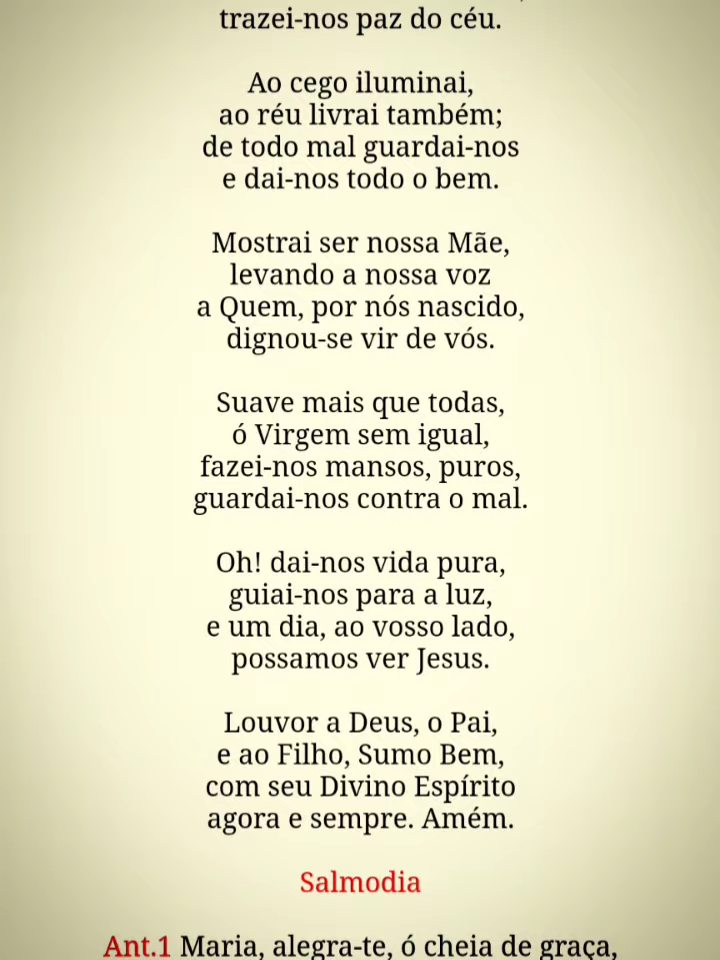 trazei-nos paz do céu.
Ao cego iluminai,
ao réu livrai também;
de todo mal guardai-nos
e dai-nos todo o bem.
Mostrai ser nossa Mãe,
levando a nossa voz
a Quem, por nós nascido,
dignou-se vir de vós.
Suave mais que todas,
ó Virgem sem igual,
fazei-nos mansos, puros,
guardai-nos contra o mal.
Oh! dai-nos vida pura,
guiai-nos para a luz,
e um dia, ao vosso lado,
possamos ver Jesus.
Louvor a Deus, o Pai,
e ao Filho, Sumo Bem,
com seu Divino Espírito
agora e sempre. Amém.
Salmodia
Ant.1 Maria, alegra-te, ó cheia de graça,